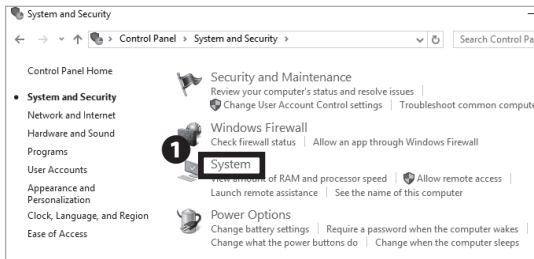 System and Security
Control Panel > System and Security >
Search Control Pa
Control Panel Home
System and Security
Network and Internet
Hardware and Sound
Programs
User Accounts
Appearance and
Personalization
Clock, Language, and Region
Ease of Access
Security and Maintenance
Review your computer's status and resolve issues
Change User Account Control settings | Troubleshoot common compute
Windows Firewall
Check firewall status | Allow an app through Windows Firewall
1
System
View amount of RAM and processor speed | Allow remote access
Launch remote assistance | See the name of this computer
Power Options
Change battery settings | Require a password when the computer wakes
Change what the power buttons do | Change when the computer sleeps